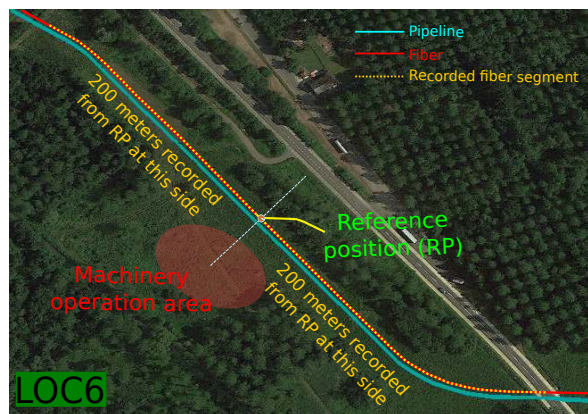 Pipeline
Fiber
Recorded fiber segment
200 meters recorded
from RP at this side
Reference
position (RP)
Machinery
operation area
200 meters recorded
from RP at this side
LOC6